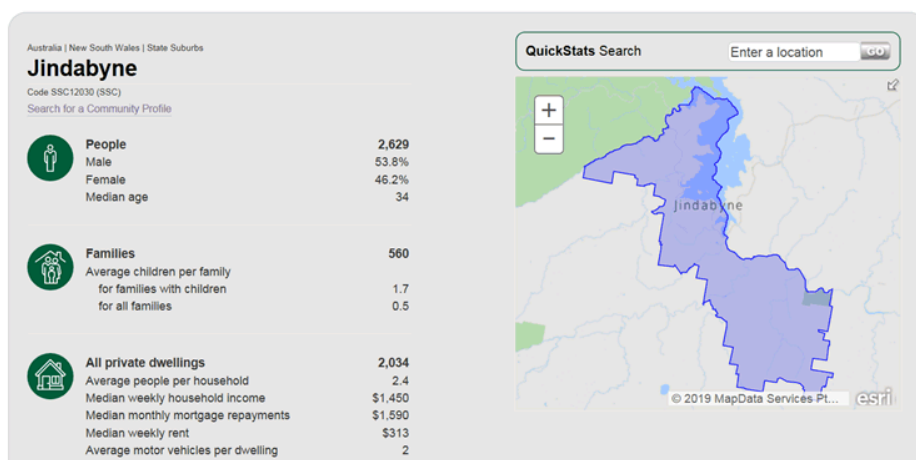 Australia | New South Wales | State Suburbs
Jindabyne
Code SSC12030 (SSC)
Search for a Community Profile
People 2,629
Male 53.8%
Female 46.2%
Median age 34
Families 560
Average children per family
for families with children 1.7
for all families 0.5
All private dwellings 2,034
Average people per household 2.4
Median weekly household income $1,450
Median monthly mortgage repayments $1,590
Median weekly rent $313
Average motor vehicles per dwelling 2
QuickStats Search Enter a location GO
+
−
Jindabyne
© 2019 MapData Services Pt... esri